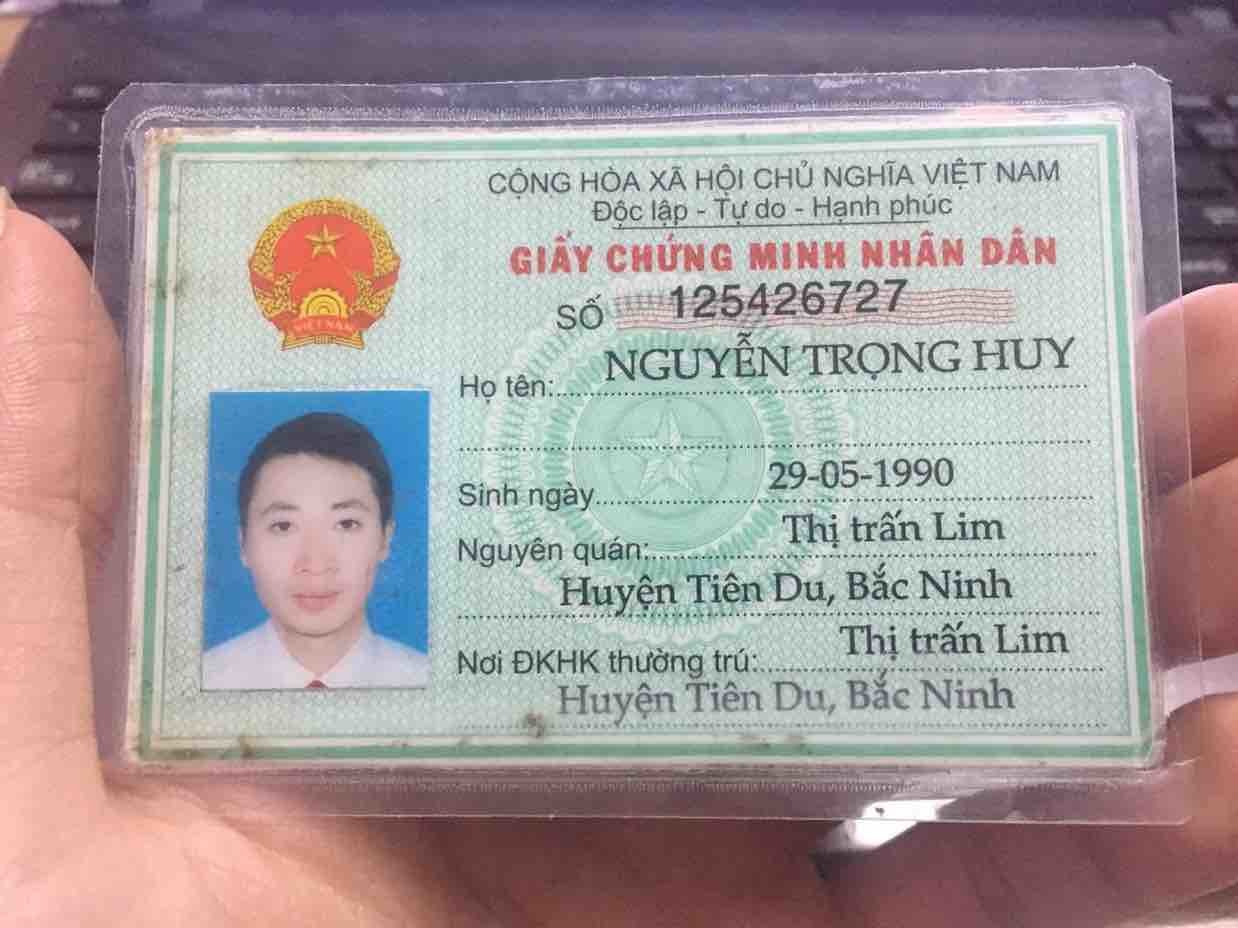 CỘNG HÒA XÃ HỘI CHỦ NGHĨA VIỆT NAM
Độc lập - Tự do - Hạnh phúc
GIẤY CHỨNG MINH NHÂN DÂN
SỐ 125426727
Họ tên: NGUYỄN TRỌNG HUY
Sinh ngày 29-05-1990
Nguyên quán: Thị trấn Lim
Huyện Tiên Du, Bắc Ninh
Nơi ĐKHK thường trú: Thị trấn Lim
Huyện Tiên Du, Bắc Ninh
VIỆT NAM